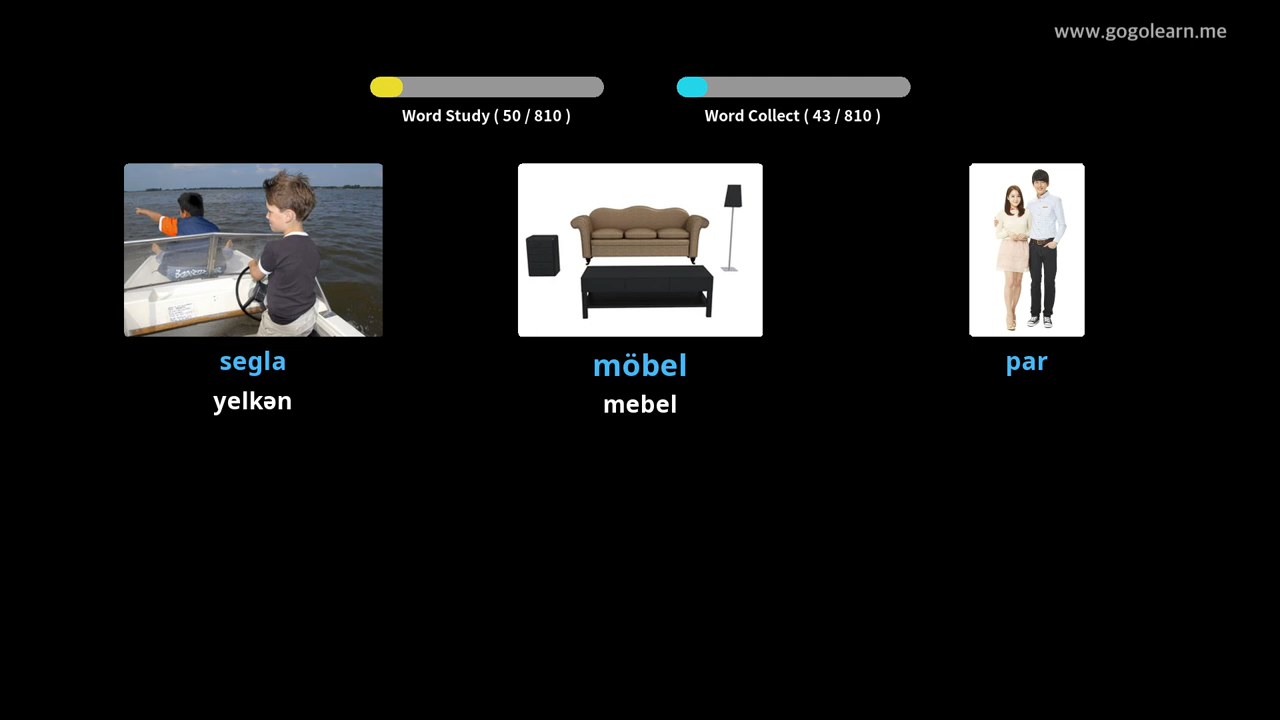 www.gogolearn.me
Word Study ( 50 / 810 )
Word Collect ( 43 / 810 )
segla
yelkən
möbel
mebel
par